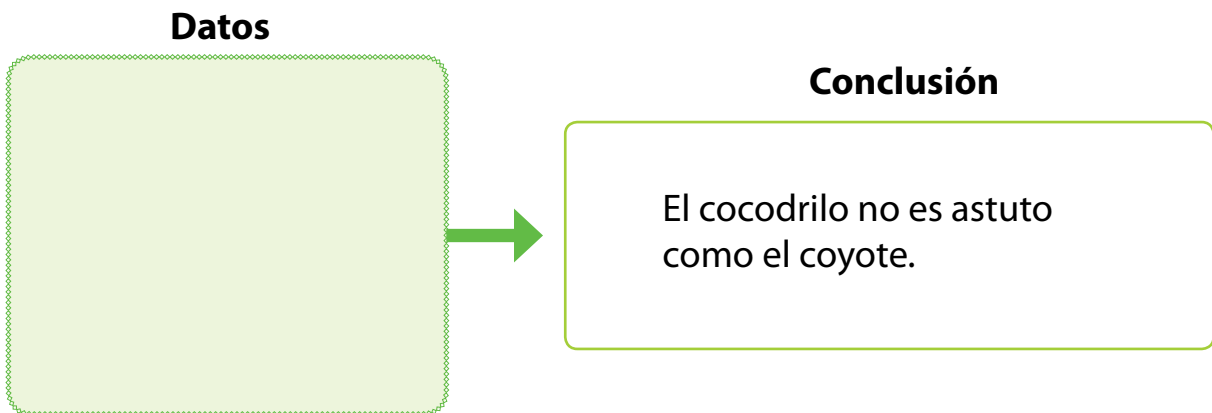 Datos
Conclusión
El cocodrilo no es astuto
como el coyote.